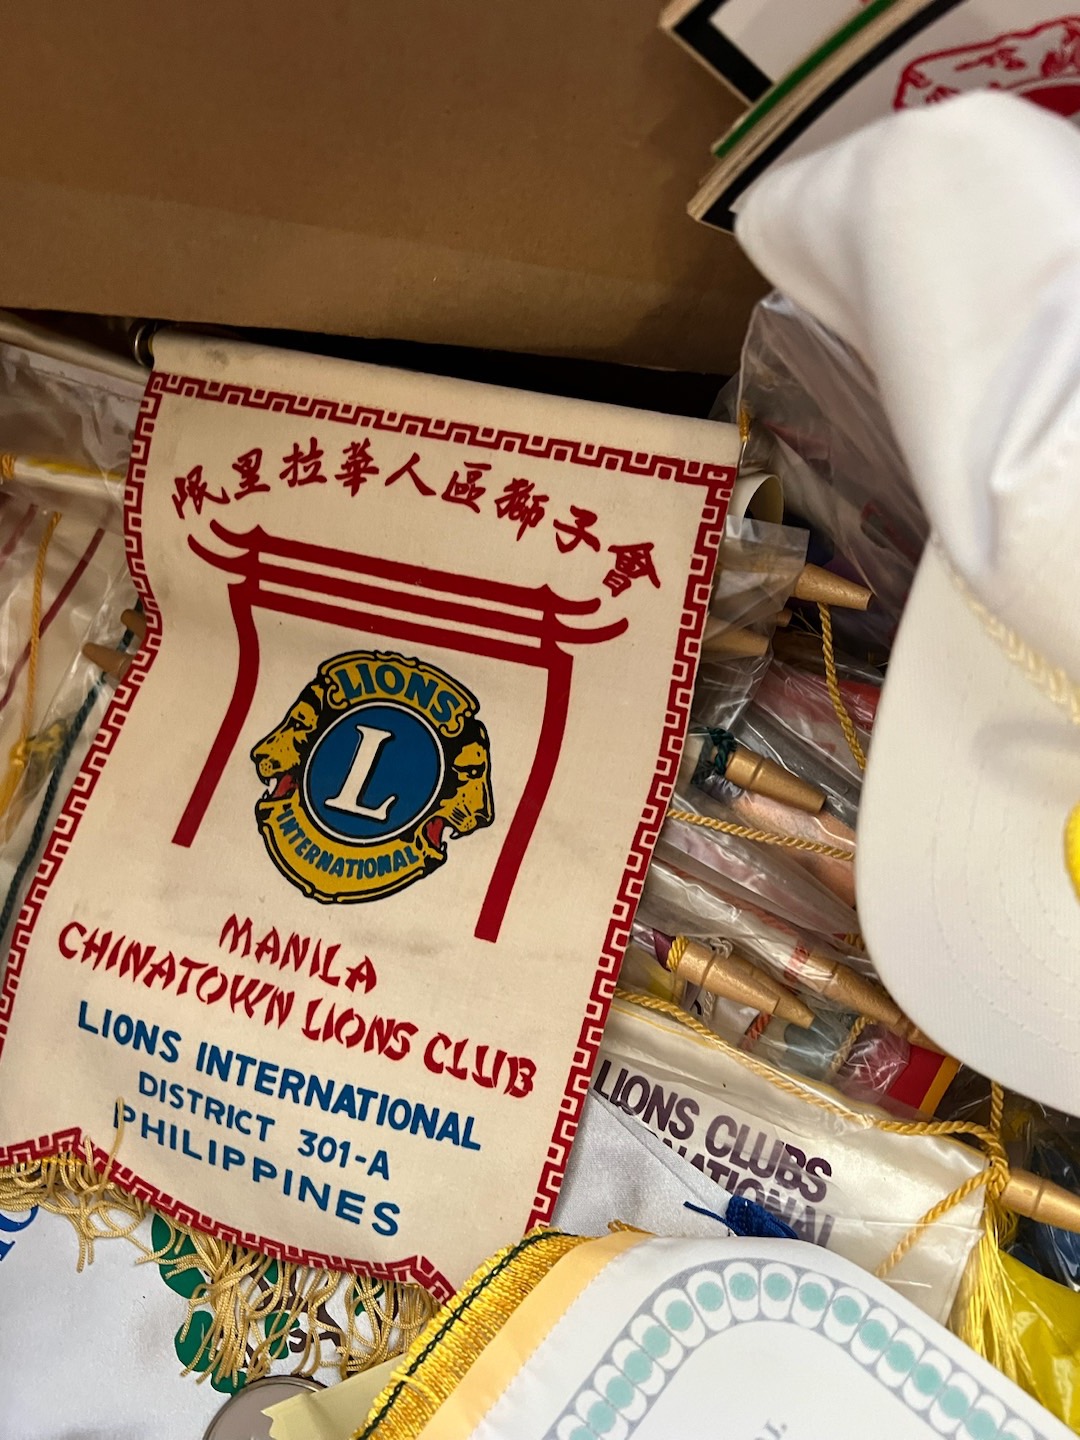 限里拉華人區獅子會
LIONS
L
INTERNATIONAL
MANILA
CHINATOWN LIONS CLUB
LIONS INTERNATIONAL
DISTRICT 301-A
PHILIPPINES
LIONS CLUBS